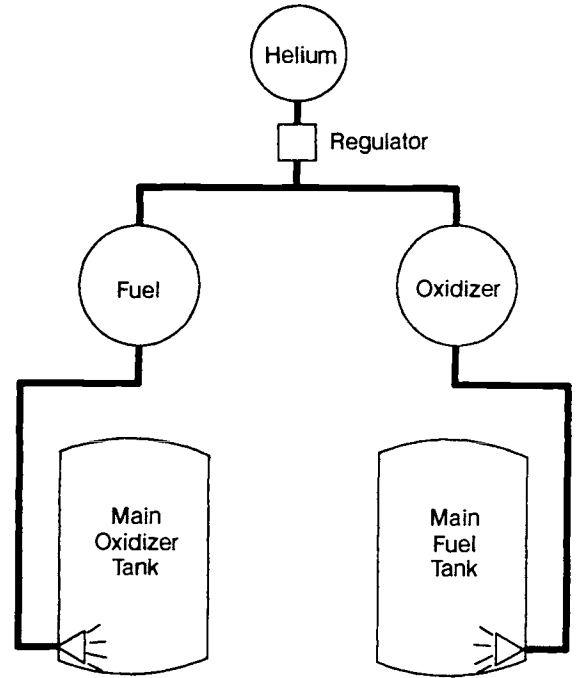 Helium
Regulator
Fuel
Oxidizer
Main
Oxidizer
Tank
Main
Fuel
Tank